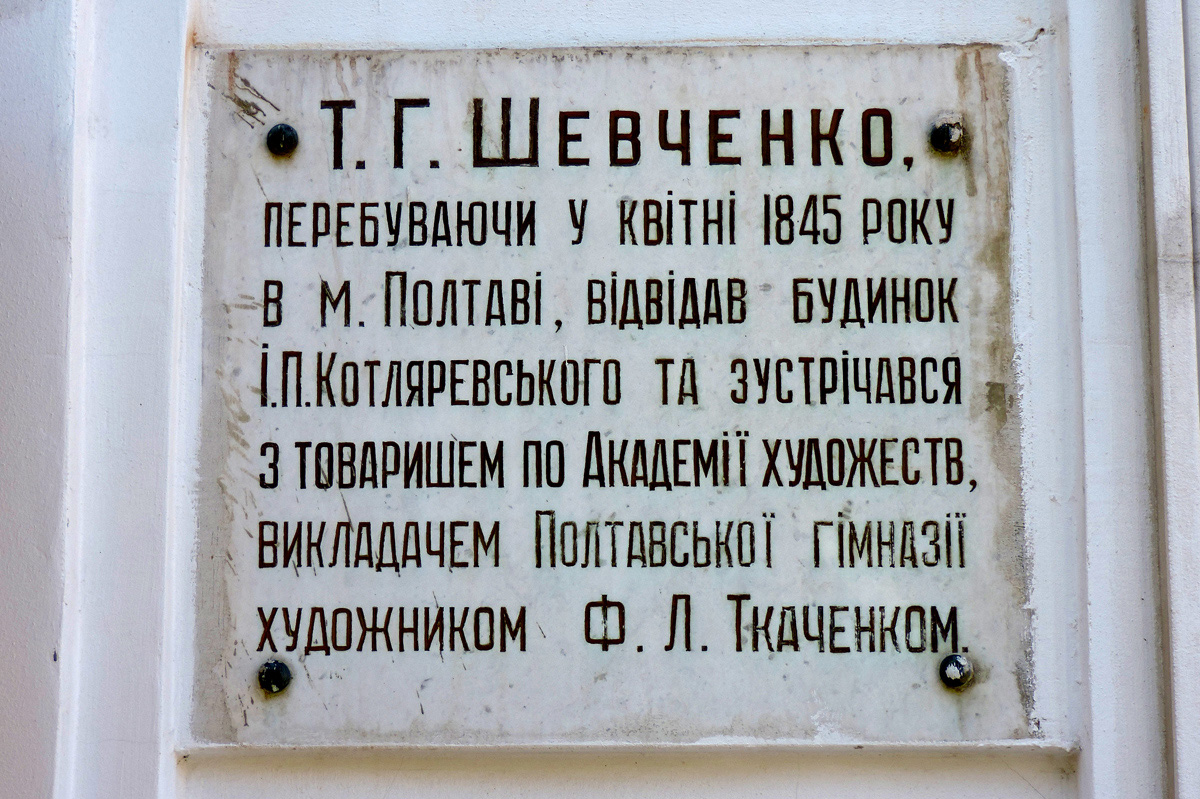 Т. Г. Шевченко,
перебуваючи у квітні 1845 року
в м. Полтаві, відвідав будинок
І.П.Котляревського та зустрічався
з товаришем по Академії художеств,
викладачем Полтавської гімназії
художником Ф. Л. Ткаченком.